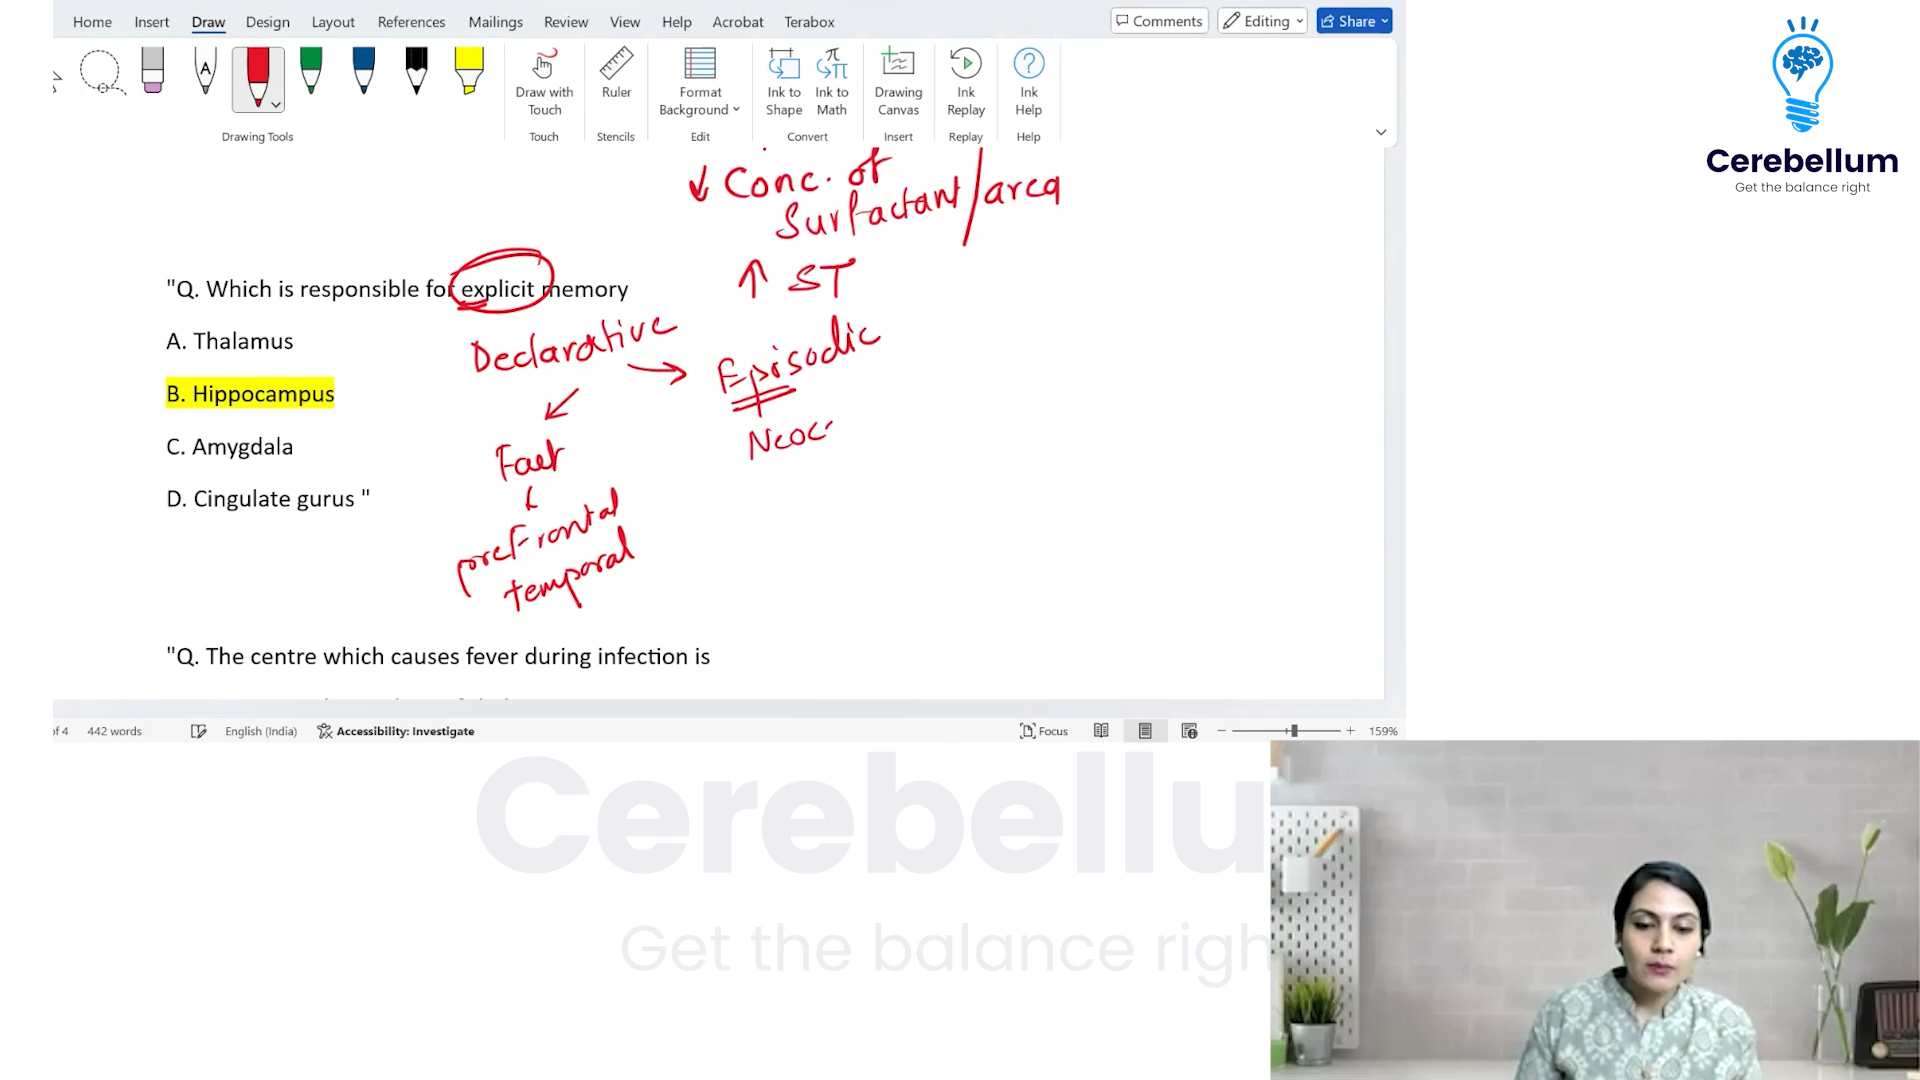 Home Insert Draw Design Layout References Mailings Review View Help Acrobat Terabox
Comments Editing Share
A
Draw with Touch
Ruler
Format Background
Ink to Shape
Ink to Math
Drawing Canvas
Ink Replay
Ink Help
Drawing Tools Touch Stencils Edit Convert Insert Replay Help
Cerebellum
Get the balance right
↓ Conc. of
Surfactant/area
↑ ST
"Q. Which is responsible for explicit memory
A. Thalamus
B. Hippocampus
C. Amygdala
D. Cingulate gurus "
Declarative
→ Episodic
Neoc
Fact
prefrontal
temporal
"Q. The centre which causes fever during infection is
of 4 442 words English (India) Accessibility: Investigate Focus 159%
Cerebellu
Get the balance righ